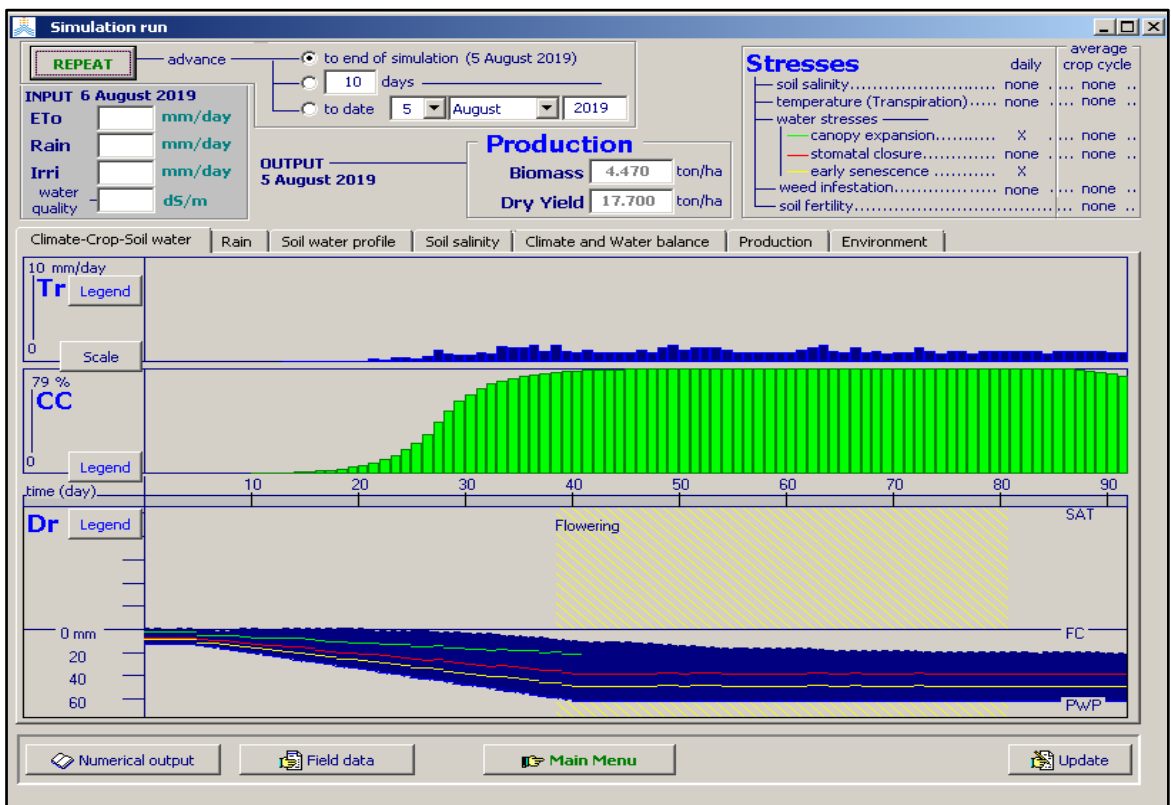 Simulation run
REPEAT advance to end of simulation (5 August 2019)
10 days
to date 5 August 2019
INPUT 6 August 2019
ETo mm/day
Rain mm/day
Irri mm/day
water quality dS/m
OUTPUT
5 August 2019
Production
Biomass 4.470 ton/ha
Dry Yield 17.700 ton/ha
Stresses daily average crop cycle
soil salinity............................ none .... none ..
temperature (Transpiration)..... none .... none ..
water stresses
canopy expansion........... X .... none ..
stomatal closure............. none ... none ..
early senescence ........... X
weed infestation..................... none .... none ..
soil fertility.................................... none ..
Climate-Crop-Soil water Rain Soil water profile Soil salinity Climate and Water balance Production Environment
10 mm/day
Tr Legend
0
Scale
79 %
CC
0
Legend
time (day) 10 20 30 40 50 60 70 80 90
Dr Legend
Flowering
SAT
0 mm
FC
20
40
60
PWP
Numerical output Field data Main Menu Update